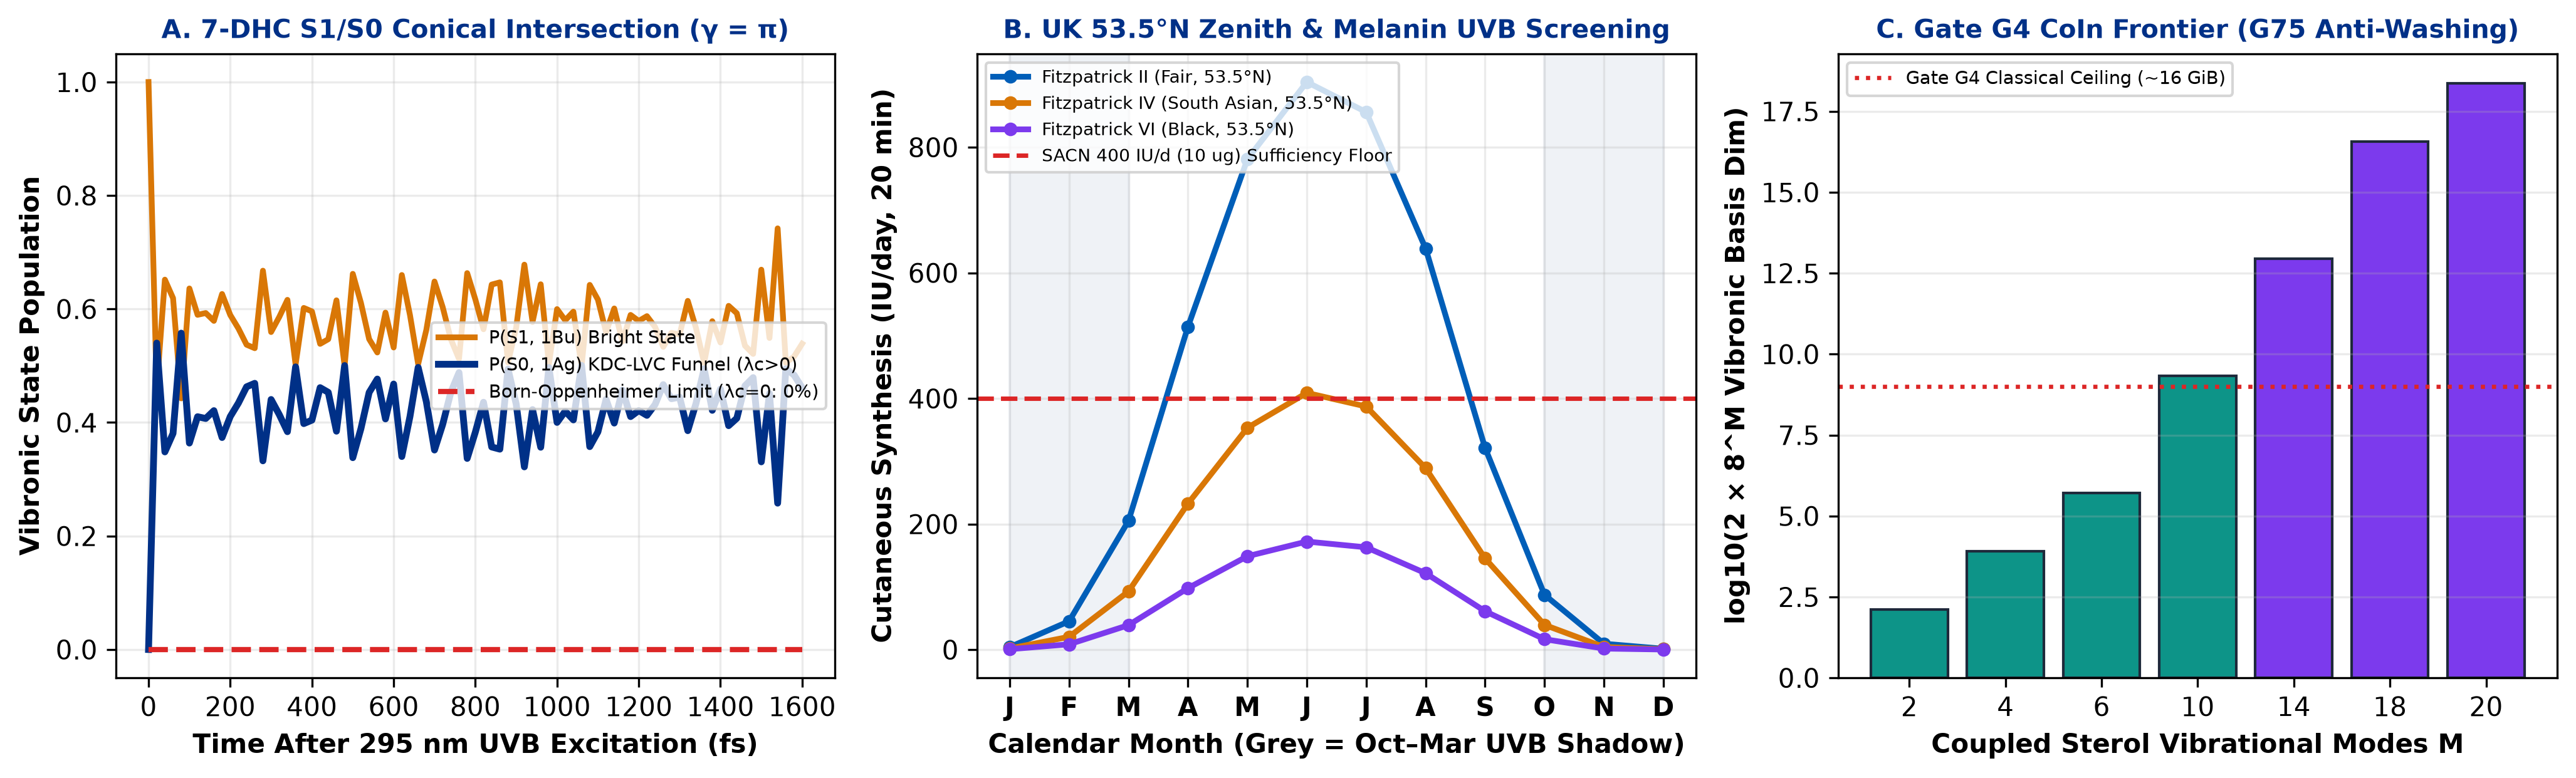 A. 7-DHC S1/S0 Conical Intersection (γ = π)
Vibronic State Population
1.0
0.8
0.6
0.4
0.2
0.0
P(S1, 1Bu) Bright State
P(S0, 1Ag) KDC-LVC Funnel (λc>0)
Born-Oppenheimer Limit (λc=0: 0%)
0 200 400 600 800 1000 1200 1400 1600
Time After 295 nm UVB Excitation (fs)
B. UK 53.5°N Zenith & Melanin UVB Screening
Cutaneous Synthesis (IU/day, 20 min)
Fitzpatrick II (Fair, 53.5°N)
Fitzpatrick IV (South Asian, 53.5°N)
Fitzpatrick VI (Black, 53.5°N)
SACN 400 IU/d (10 ug) Sufficiency Floor
800
600
400
200
0
J F M A M J J A S O N D
Calendar Month (Grey = Oct–Mar UVB Shadow)
C. Gate G4 CoIn Frontier (G75 Anti-Washing)
log10(2 × 8^M Vibronic Basis Dim)
Gate G4 Classical Ceiling (~16 GiB)
17.5
15.0
12.5
10.0
7.5
5.0
2.5
0.0
2 4 6 10 14 18 20
Coupled Sterol Vibrational Modes M